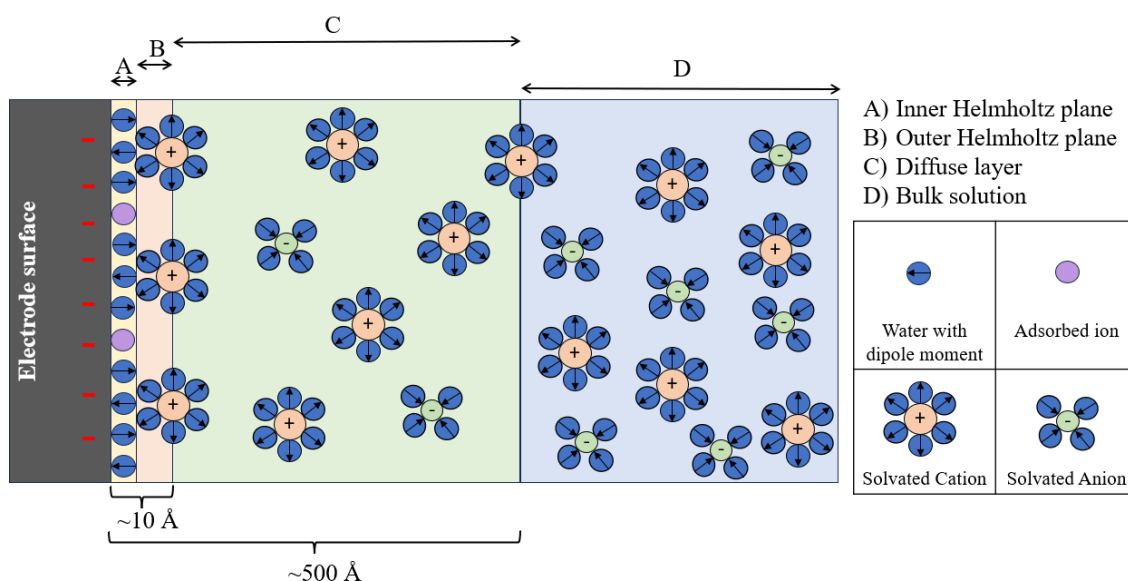 C
B
A
D
Electrode surface
A) Inner Helmholtz plane
B) Outer Helmholtz plane
C) Diffuse layer
D) Bulk solution
Water with
dipole moment
Adsorbed ion
Solvated Cation
Solvated Anion
~10 Å
~500 Å